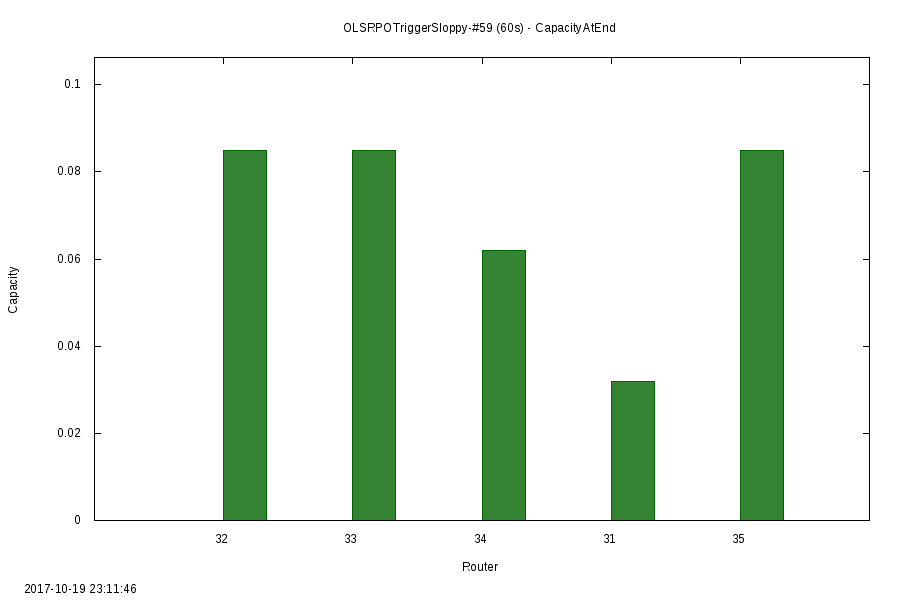 OLSRPOTriggerSloppy-#59 (60s) - CapacityAtEnd
0.1
0.08
0.06
0.04
0.02
0
Capacity
32 33 34 31 35
Router
2017-10-19 23:11:46